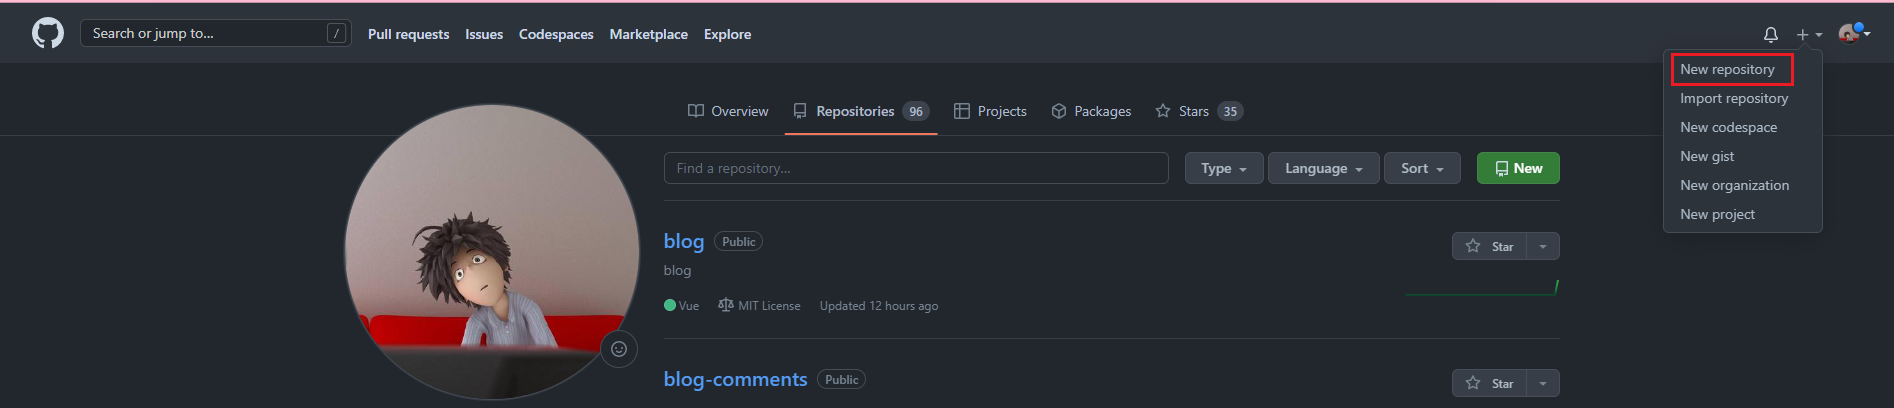 Search or jump to... / Pull requests Issues Codespaces Marketplace Explore
New repository
Import repository
New codespace
New gist
New organization
New project
Overview Repositories 96 Projects Packages Stars 35
Find a repository... Type Language Sort New
blog Public Star
blog
Vue MIT License Updated 12 hours ago
blog-comments Public Star